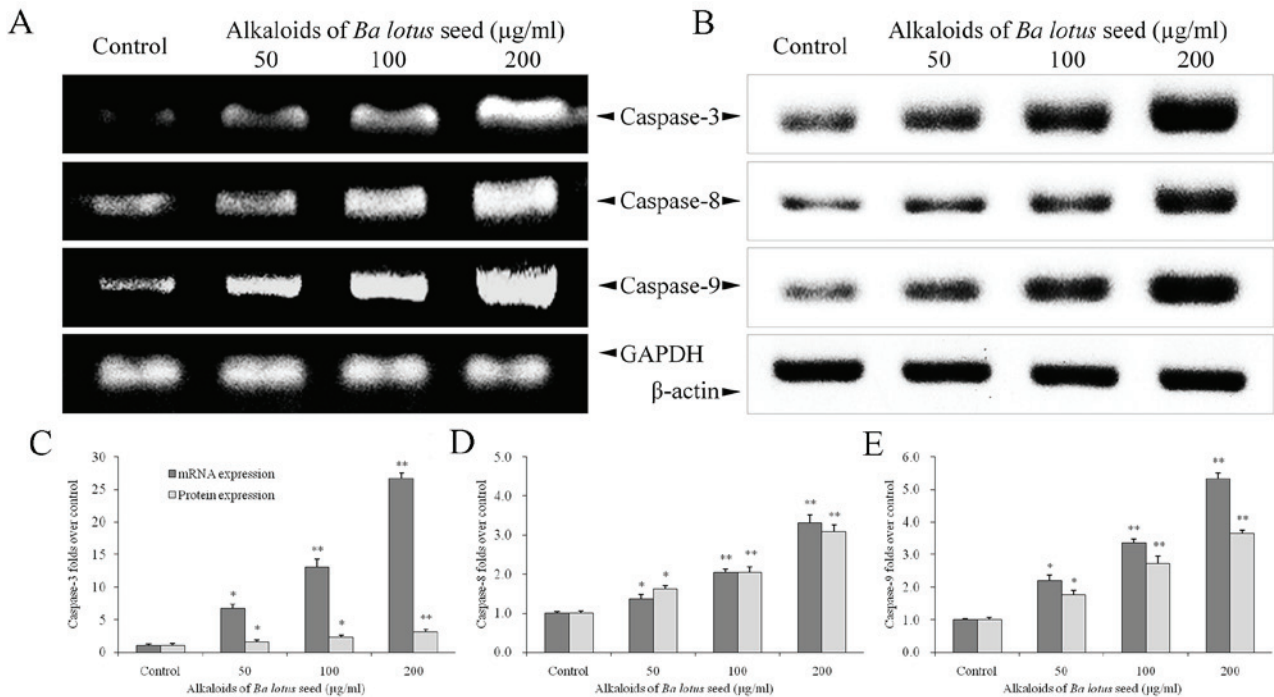 A
Control
Alkaloids of Ba lotus seed (µg/ml)
50 100 200
B
Control
Alkaloids of Ba lotus seed (µg/ml)
50 100 200
Caspase-3
Caspase-8
Caspase-9
GAPDH
β-actin
C
30
25
20
15
10
5
0
Caspase-3 folds over control
mRNA expression
Protein expression
* * ** * ** **
Control 50 100 200
Alkaloids of Ba lotus seed (µg/ml)
D
5.0
4.0
3.0
2.0
1.0
0.0
Caspase-8 folds over control
* * ** ** ** **
Control 50 100 200
Alkaloids of Ba lotus seed (µg/ml)
E
6.0
5.0
4.0
3.0
2.0
1.0
0.0
Caspase-9 folds over control
* * ** ** ** **
Control 50 100 200
Alkaloids of Ba lotus seed (µg/ml)